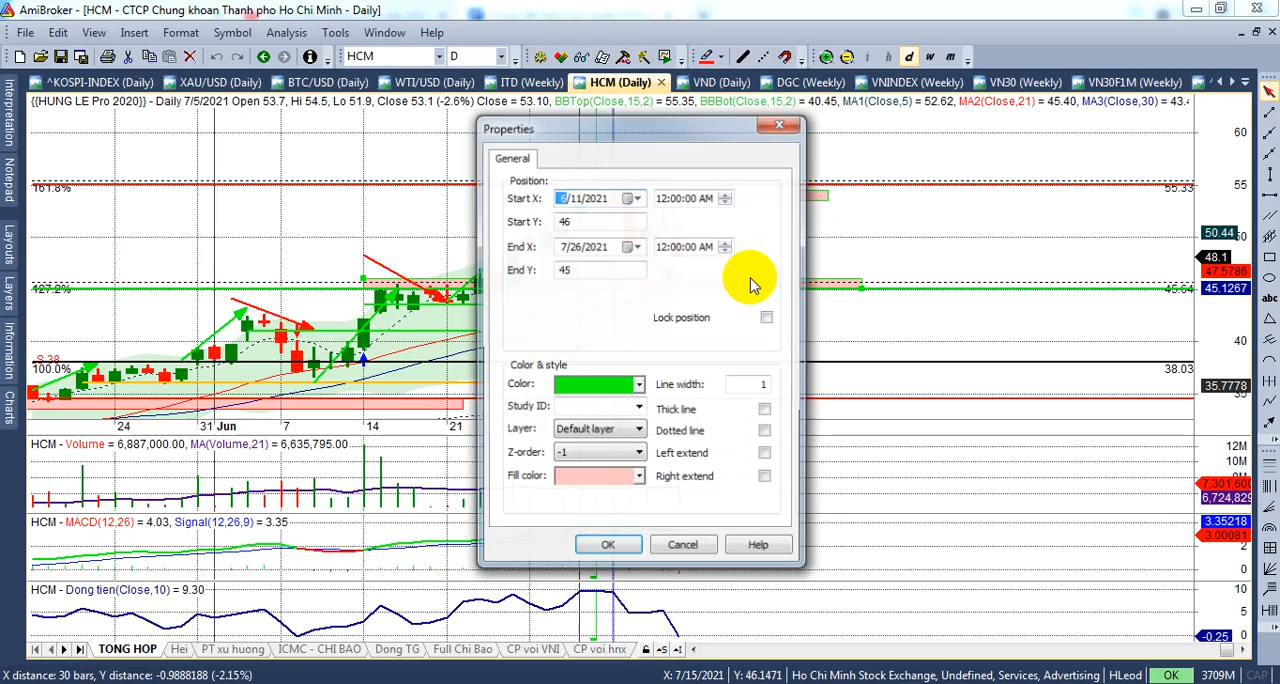 AmiBroker - [HCM - CTCP Chung khoan Thanh pho Ho Chi Minh - Daily]
File Edit View Insert Format Symbol Analysis Tools Window Help
HCM D i h d w m
^KOSPI-INDEX (Daily) XAU/USD (Daily) BTC/USD (Daily) WTI/USD (Daily) ITD (Weekly) HCM (Daily) VND (Daily) DGC (Weekly) VNINDEX (Weekly) VN30 (Weekly) VN30F1M (Weekly)
{{HUNG LE Pro 2020}} - Daily 7/5/2021 Open 53.7, Hi 54.5, Lo 51.9, Close 53.1 (-2.6%) Close = 53.10, BBTop(Close,15,2) = 55.35, BBBot(Close,15,2) = 40.45, MA1(Close,5) = 52.62, MA2(Close,21) = 45.40, MA3(Close,30) = 43.4
Interpretation
Notepad
Layouts
Layers
Information
Charts
Properties
General
Position:
Start X: 6/11/2021 12:00:00 AM
Start Y: 46
End X: 7/26/2021 12:00:00 AM
End Y: 45
Lock position
Color & style
Color: Line width: 1
Study ID: Thick line
Layer: Default layer Dotted line
Z-order: -1 Left extend
Fill color: Right extend
OK Cancel Help
60
161.8% 55.33 55
50.44 50
48.1
47.5786
127.2% 45.04 45.1267
40
100.0% 38.03
35.7778
24 31 Jun 7 14 21
HCM - Volume = 6,887,000.00, MA(Volume,21) = 6,635,795.00
12M
10M
7,301,600
6,724,829
HCM - MACD(12,26) = 4.03, Signal(12,26,9) = 3.35
3.35218
3.00081
2
0
HCM - Dong tien(Close,10) = 9.30
10
5
0
-0.25
TONG HOP Hei PT xu huong ICMC - CHI BAO Dong TG Full Chi Bao CP voi VNI CP voi hnx
X distance: 30 bars, Y distance: -0.9888188 (-2.15%) X: 7/15/2021 Y: 46.1471 Ho Chi Minh Stock Exchange, Undefined, Services, Advertising HLeod OK 3709M CAP